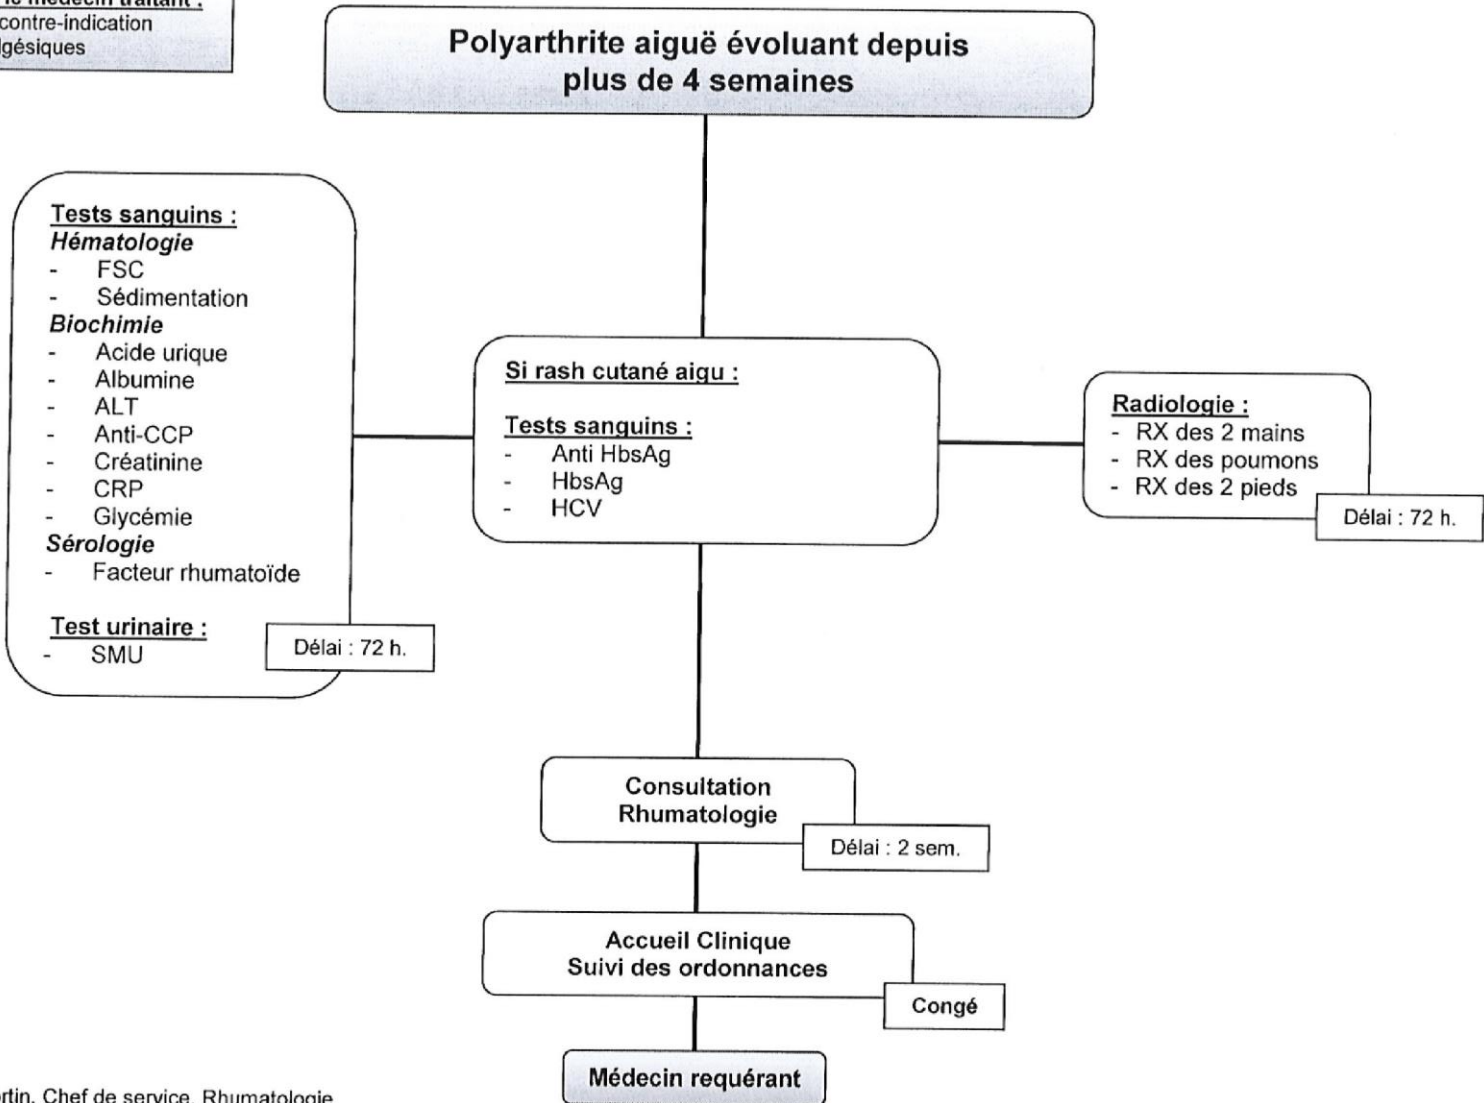 le médecin traitant :
contre-indication
Polyarthrite aiguë évoluant depuis
plus de 4 semaines
Tests sanguins :
Hématologie
- FSC
- Sédimentation
Biochimie
- Acide urique
- Albumine
- ALT
- Anti-CCP
- Créatinine
- CRP
- Glycémie
Sérologie
- Facteur rhumatoïde
Test urinaire :
- SMU
Délai : 72 h.
Si rash cutané aigu :
Tests sanguins :
- Anti HbsAg
- HbsAg
- HCV
Radiologie :
- RX des 2 mains
- RX des poumons
- RX des 2 pieds
Délai : 72 h.
Consultation
Rhumatologie
Délai : 2 sem.
Accueil Clinique
Suivi des ordonnances
Congé
Médecin requérant
Chef de service, Rhumatologie